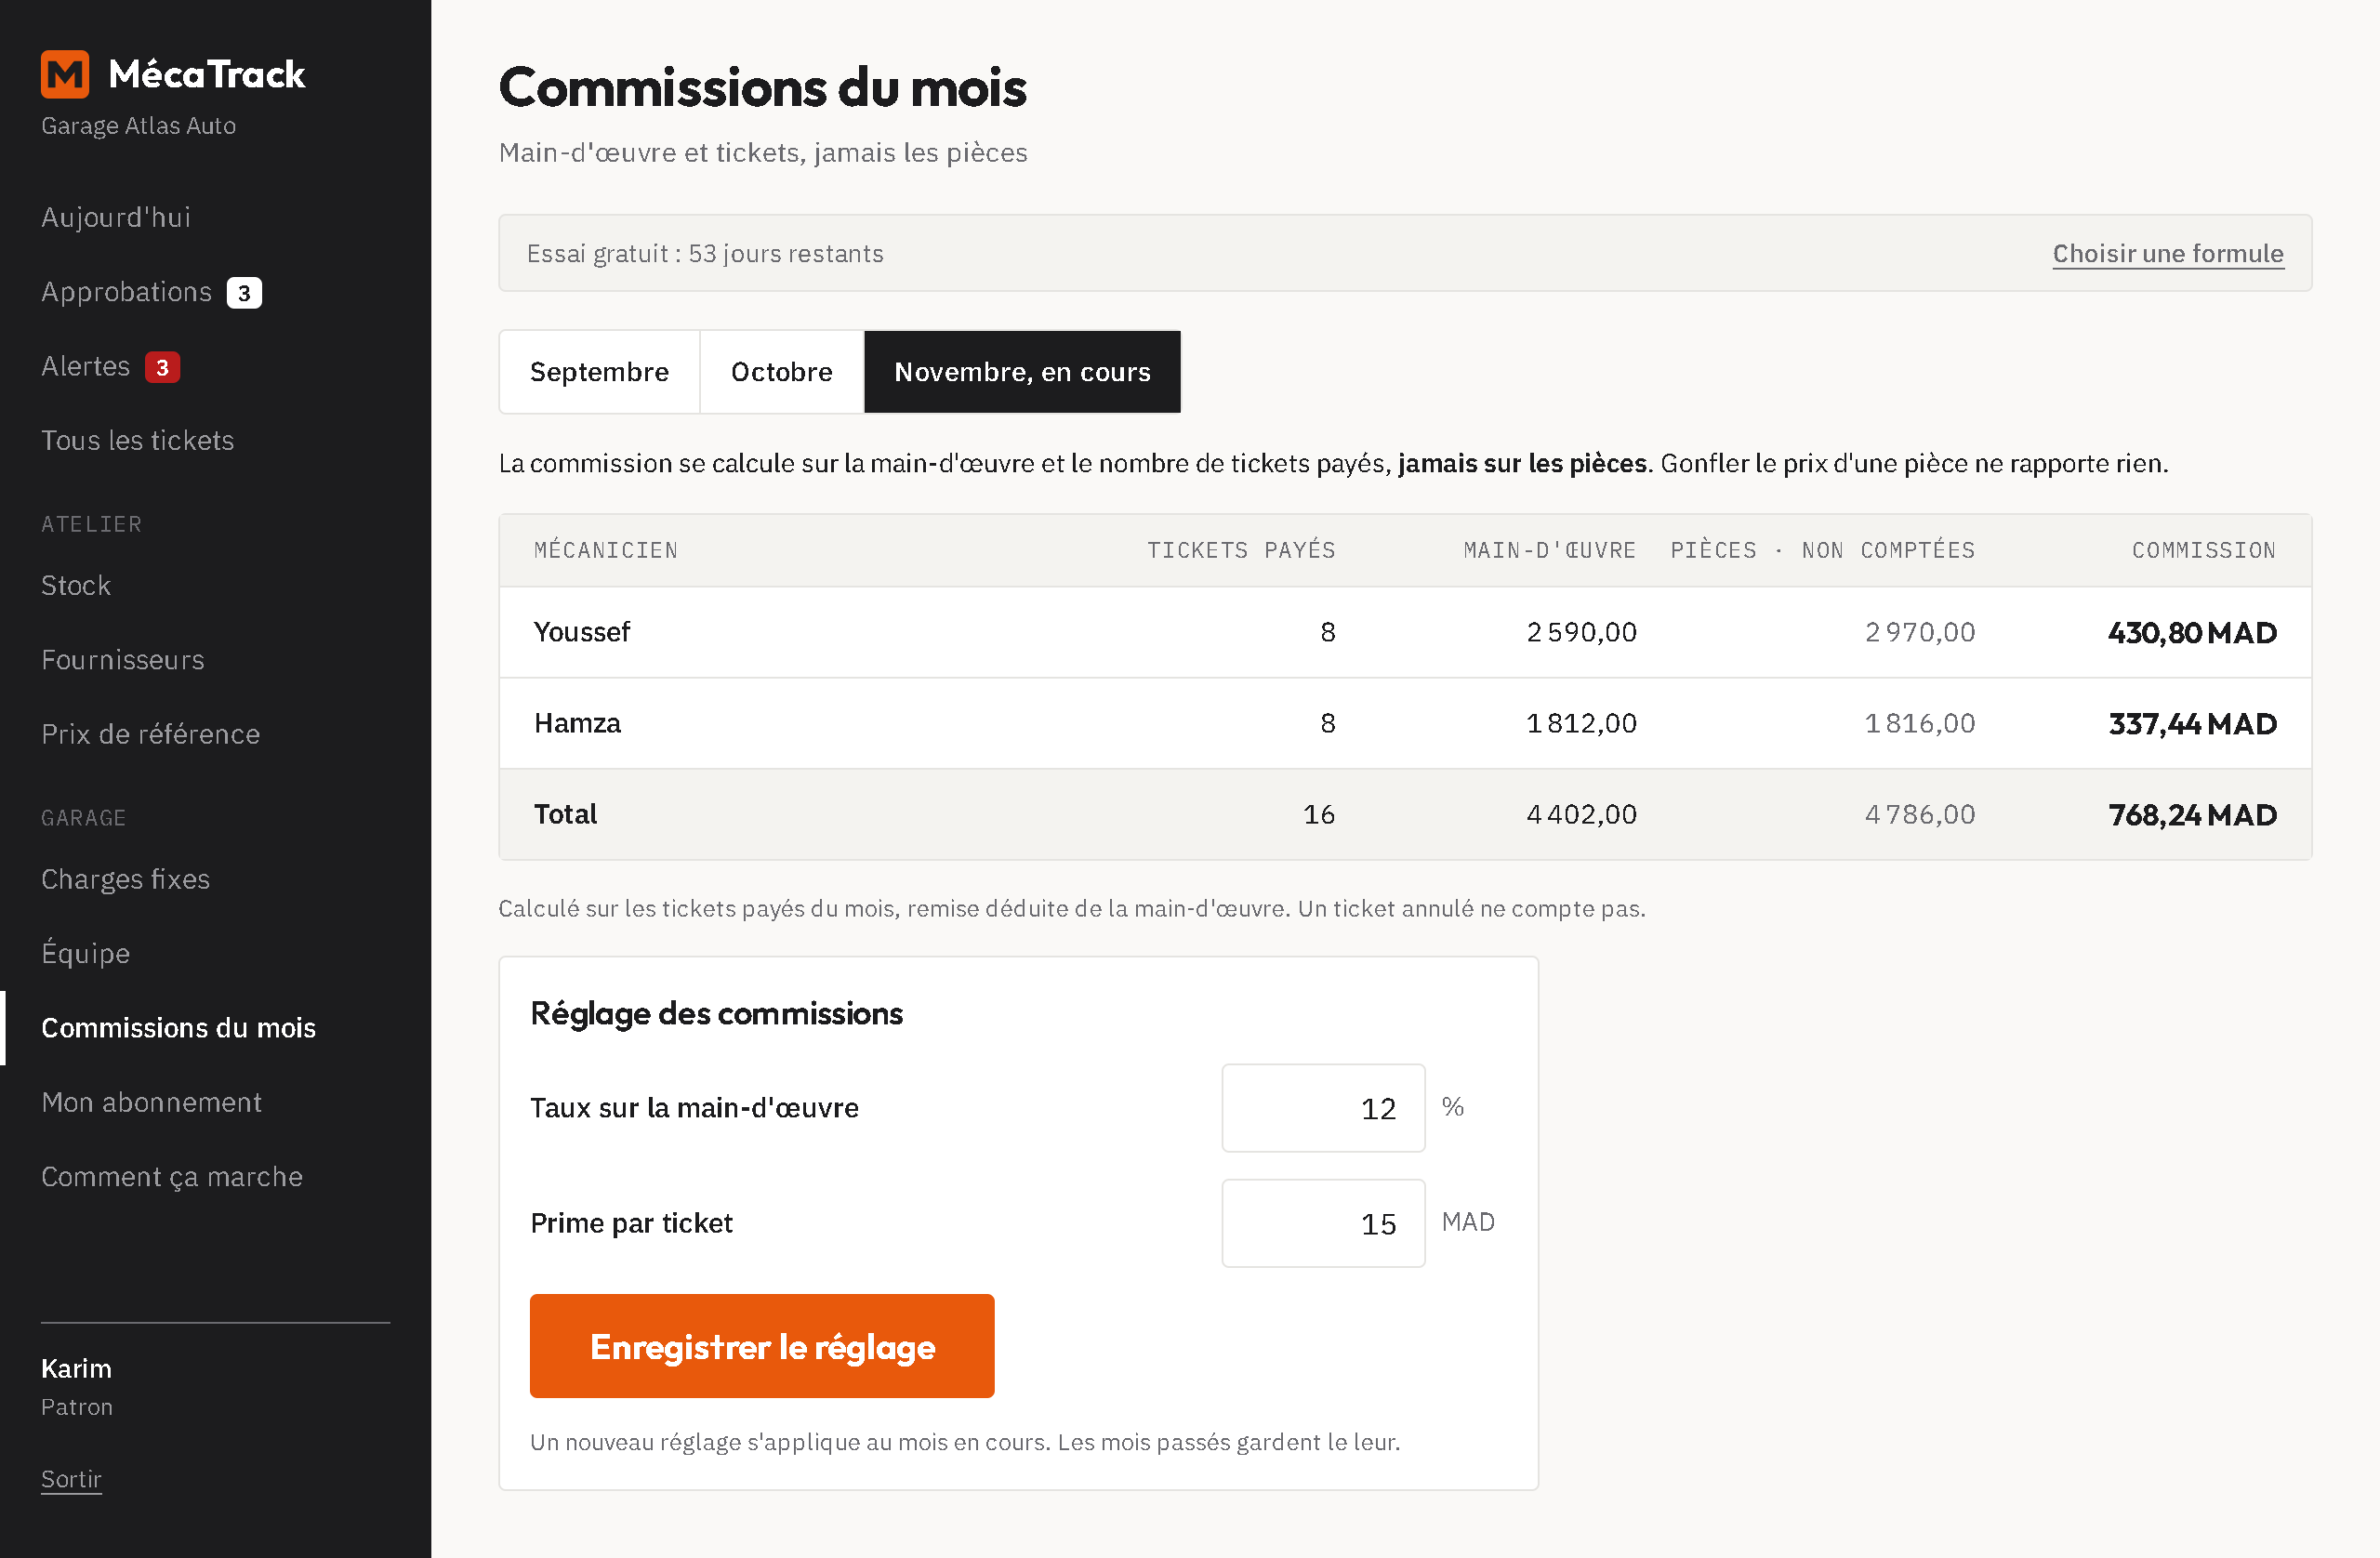 M MécaTrack
Garage Atlas Auto
Aujourd'hui
Approbations 3
Alertes 3
Tous les tickets
ATELIER
Stock
Fournisseurs
Prix de référence
GARAGE
Charges fixes
Équipe
Commissions du mois
Mon abonnement
Comment ça marche
Karim
Patron
Sortir
Commissions du mois
Main-d'œuvre et tickets, jamais les pièces
Essai gratuit : 53 jours restants Choisir une formule
Septembre Octobre Novembre, en cours
La commission se calcule sur la main-d'œuvre et le nombre de tickets payés, jamais sur les pièces. Gonfler le prix d'une pièce ne rapporte rien.
MÉCANICIEN TICKETS PAYÉS MAIN-D'ŒUVRE PIÈCES · NON COMPTÉES COMMISSION
Youssef 8 2 590,00 2 970,00 430,80 MAD
Hamza 8 1 812,00 1 816,00 337,44 MAD
Total 16 4 402,00 4 786,00 768,24 MAD
Calculé sur les tickets payés du mois, remise déduite de la main-d'œuvre. Un ticket annulé ne compte pas.
Réglage des commissions
Taux sur la main-d'œuvre 12 %
Prime par ticket 15 MAD
Enregistrer le réglage
Un nouveau réglage s'applique au mois en cours. Les mois passés gardent le leur.